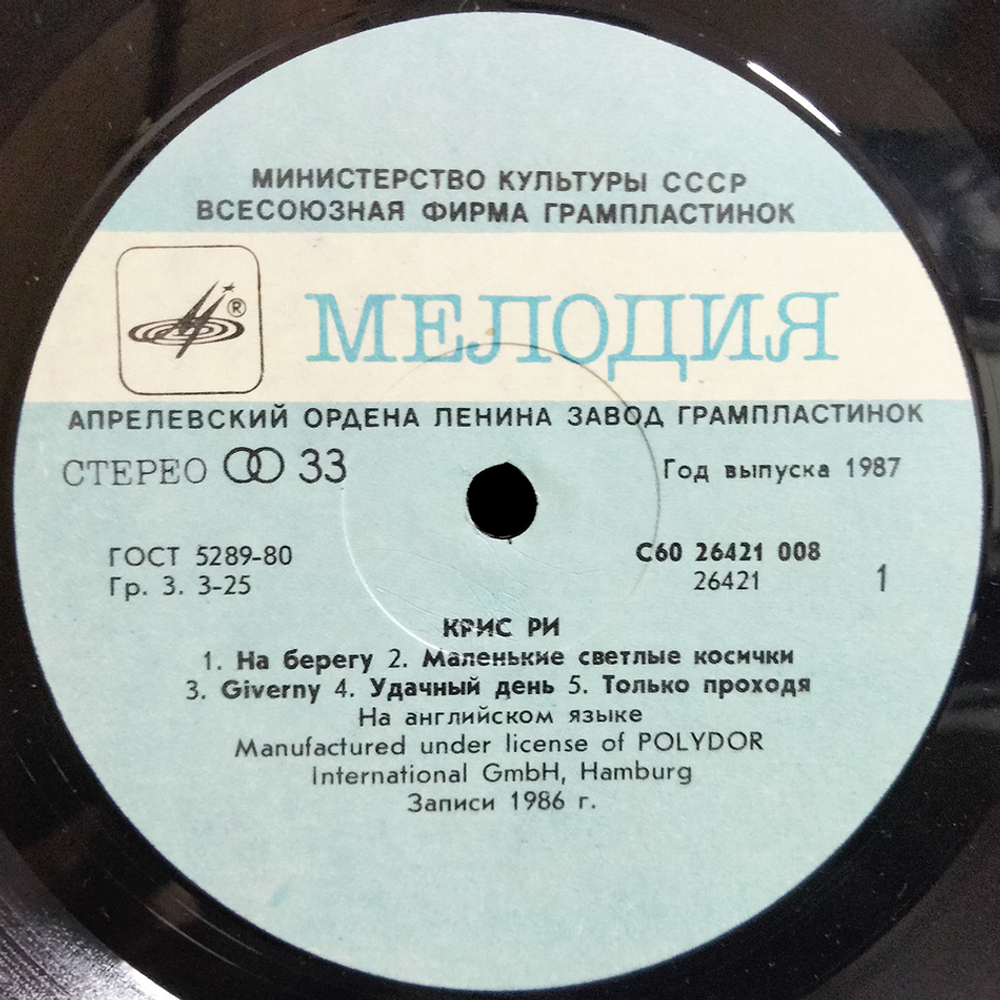 МИНИСТЕРСТВО КУЛЬТУРЫ СССР
ВСЕСОЮЗНАЯ ФИРМА ГРАМПЛАСТИНОК
®
МЕЛОДИЯ
АПРЕЛЕВСКИЙ ОРДЕНА ЛЕНИНА ЗАВОД ГРАМПЛАСТИНОК
СТЕРЕО 33
Год выпуска 1987
ГОСТ 5289-80
Гр. 3. 3-25
С60 26421 008
26421
1
КРИС РИ
1. На берегу 2. Маленькие светлые косички
3. Giverny 4. Удачный день 5. Только проходя
На английском языке
Manufactured under license of POLYDOR
International GmbH, Hamburg
Записи 1986 г.